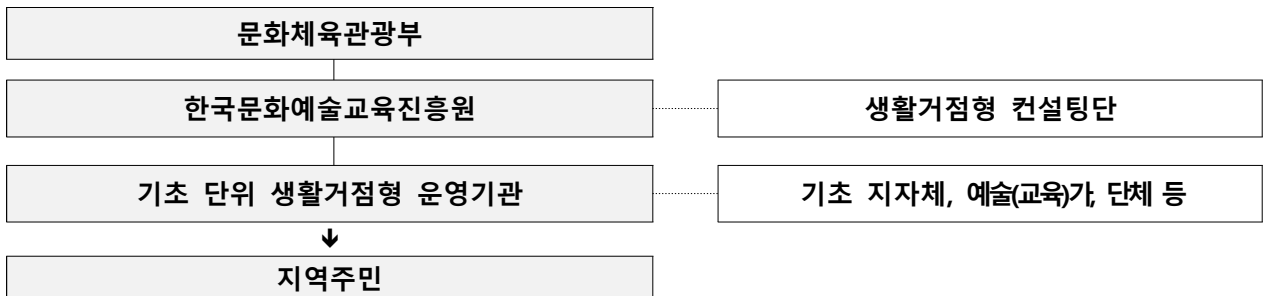 문화체육관광부
한국문화예술교육진흥원
생활거점형 컨설팅단
기초 단위 생활거점형 운영기관
기초 지자체, 예술(교육)가, 단체 등
지역주민